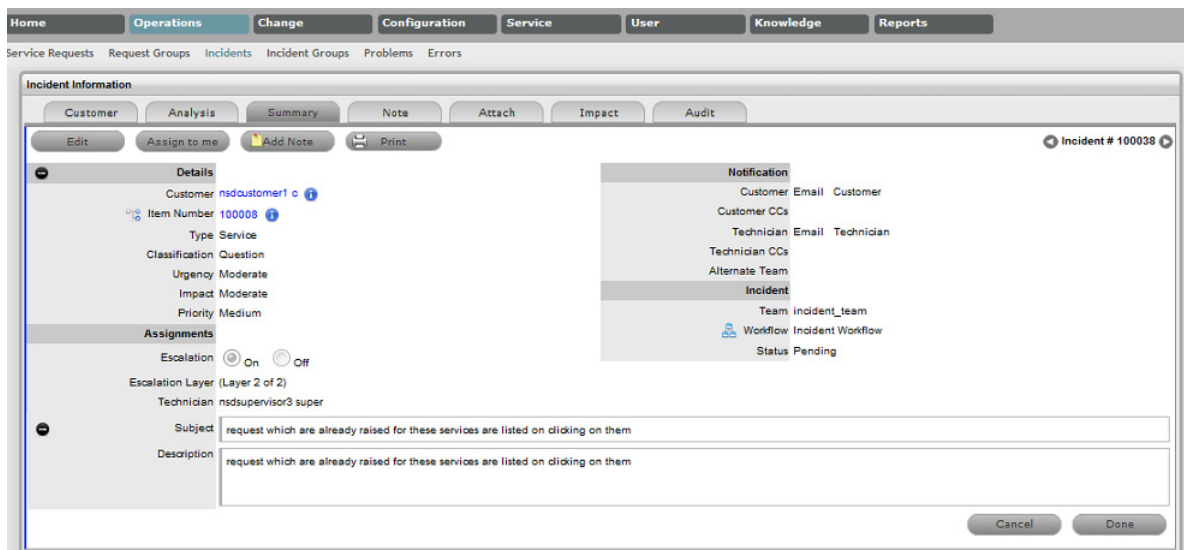 Home Operations Change Configuration Service User Knowledge Reports
Service Requests Request Groups Incidents Incident Groups Problems Errors
Incident Information
Customer Analysis Summary Note Attach Impact Audit
Edit Assign to me Add Note Print Incident # 100038
Details
Customer nsdcustomer1 c
Item Number 100008
Type Service
Classification Question
Urgency Moderate
Impact Moderate
Priority Medium
Assignments
Escalation On Off
Escalation Layer (Layer 2 of 2)
Technician nsdsupervisor3 super
Notification
Customer Email Customer
Customer CCs
Technician Email Technician
Technician CCs
Alternate Team
Incident
Team incident_team
Workflow Incident Workflow
Status Pending
Subject request which are already raised for these services are listed on clicking on them
Description request which are already raised for these services are listed on clicking on them
Cancel Done